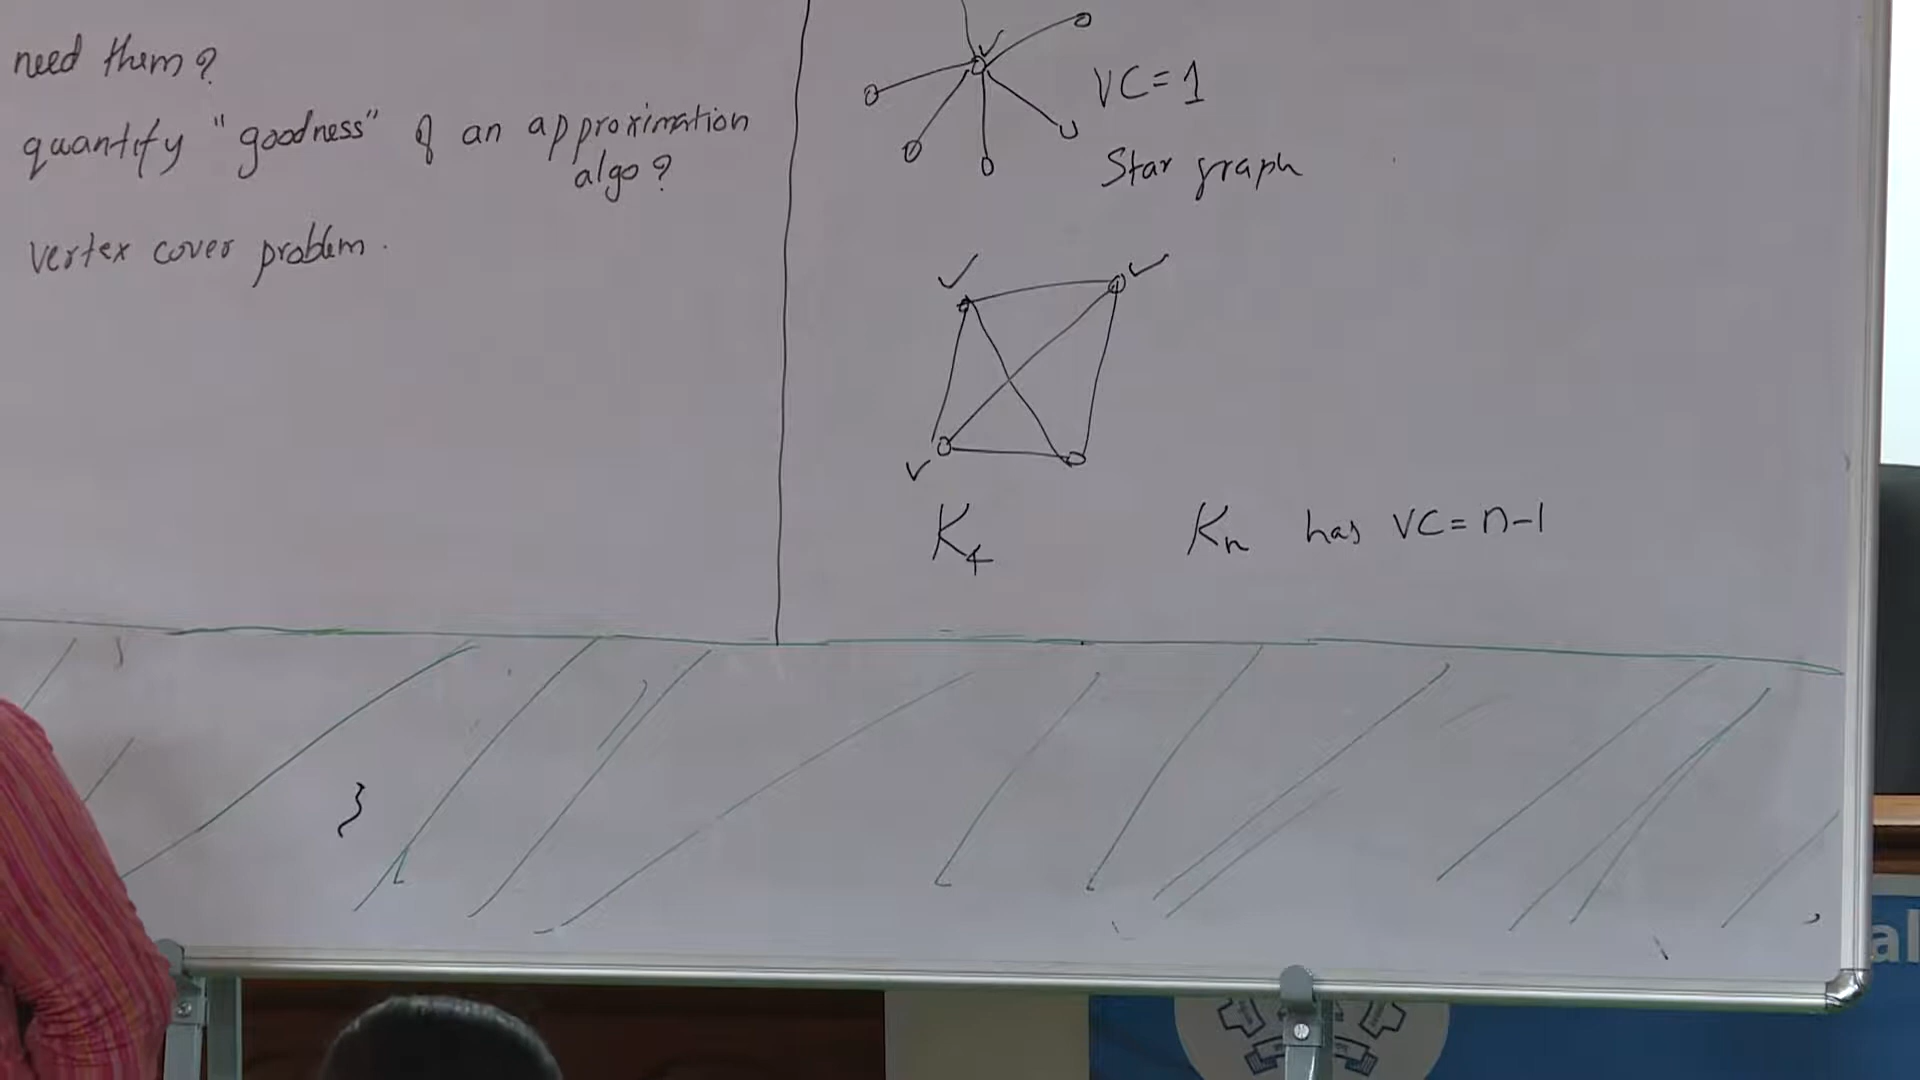 need them?
quantify "goodness" of an approximation
algo?
vertex cover problem.
VC=1
Star graph
K4
Kn has VC=n-1
al